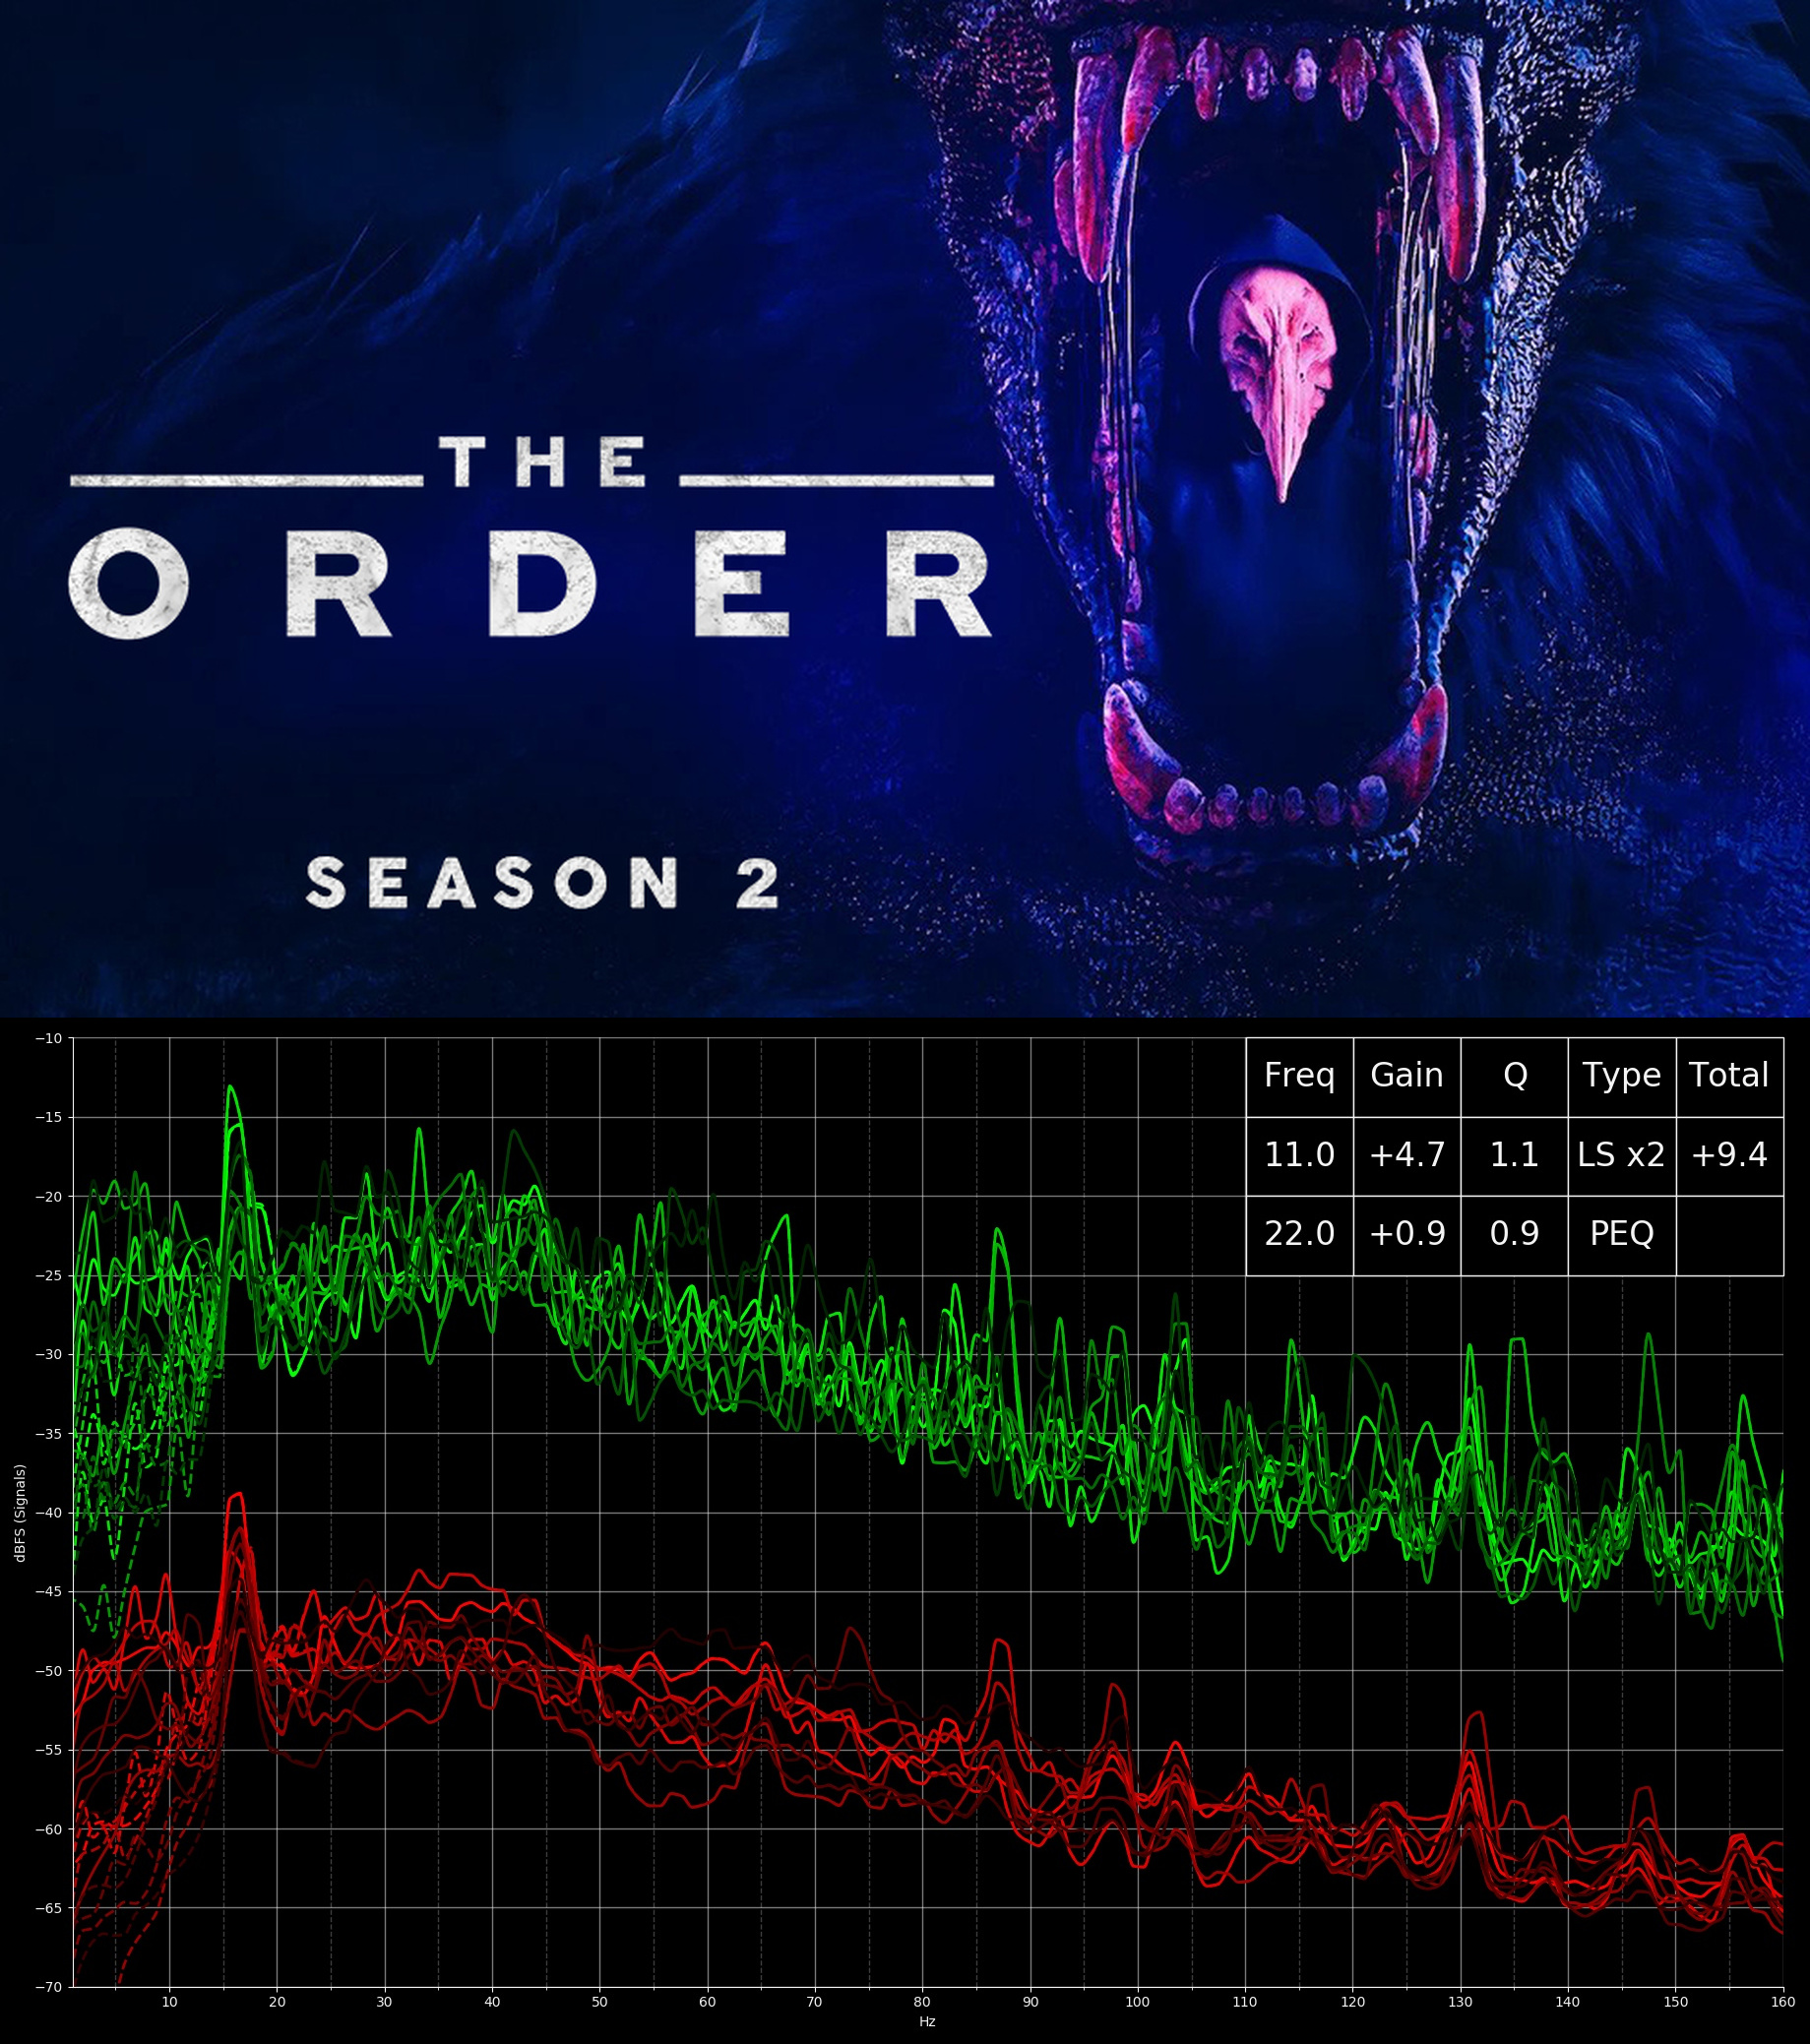 THE
ORDER
SEASON 2
Freq Gain Q Type Total
11.0 +4.7 1.1 LS x2 +9.4
22.0 +0.9 0.9 PEQ
−10
−15
−20
−25
−30
−35
−40
−45
−50
−55
−60
−65
−70
dBFS (Signals)
10 20 30 40 50 60 70 80 90 100 110 120 130 140 150 160
Hz